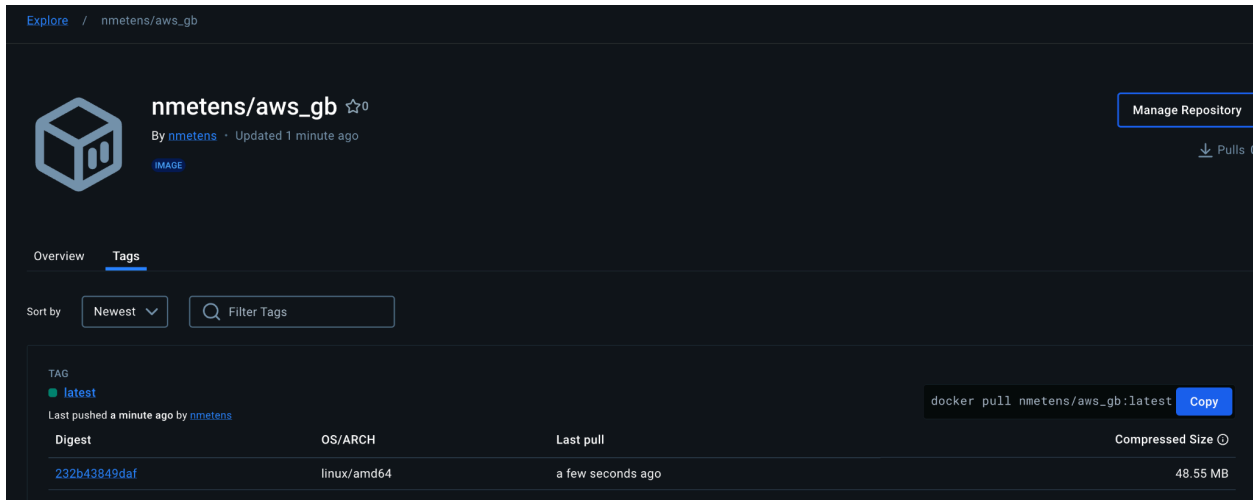 Explore / nmetens/aws_gb
nmetens/aws_gb 0
Manage Repository
By nmetens · Updated 1 minute ago
Pulls
IMAGE
Overview Tags
Sort by Newest Filter Tags
TAG
latest
docker pull nmetens/aws_gb:latest Copy
Last pushed a minute ago by nmetens
Digest OS/ARCH Last pull Compressed Size
232b43849daf linux/amd64 a few seconds ago 48.55 MB